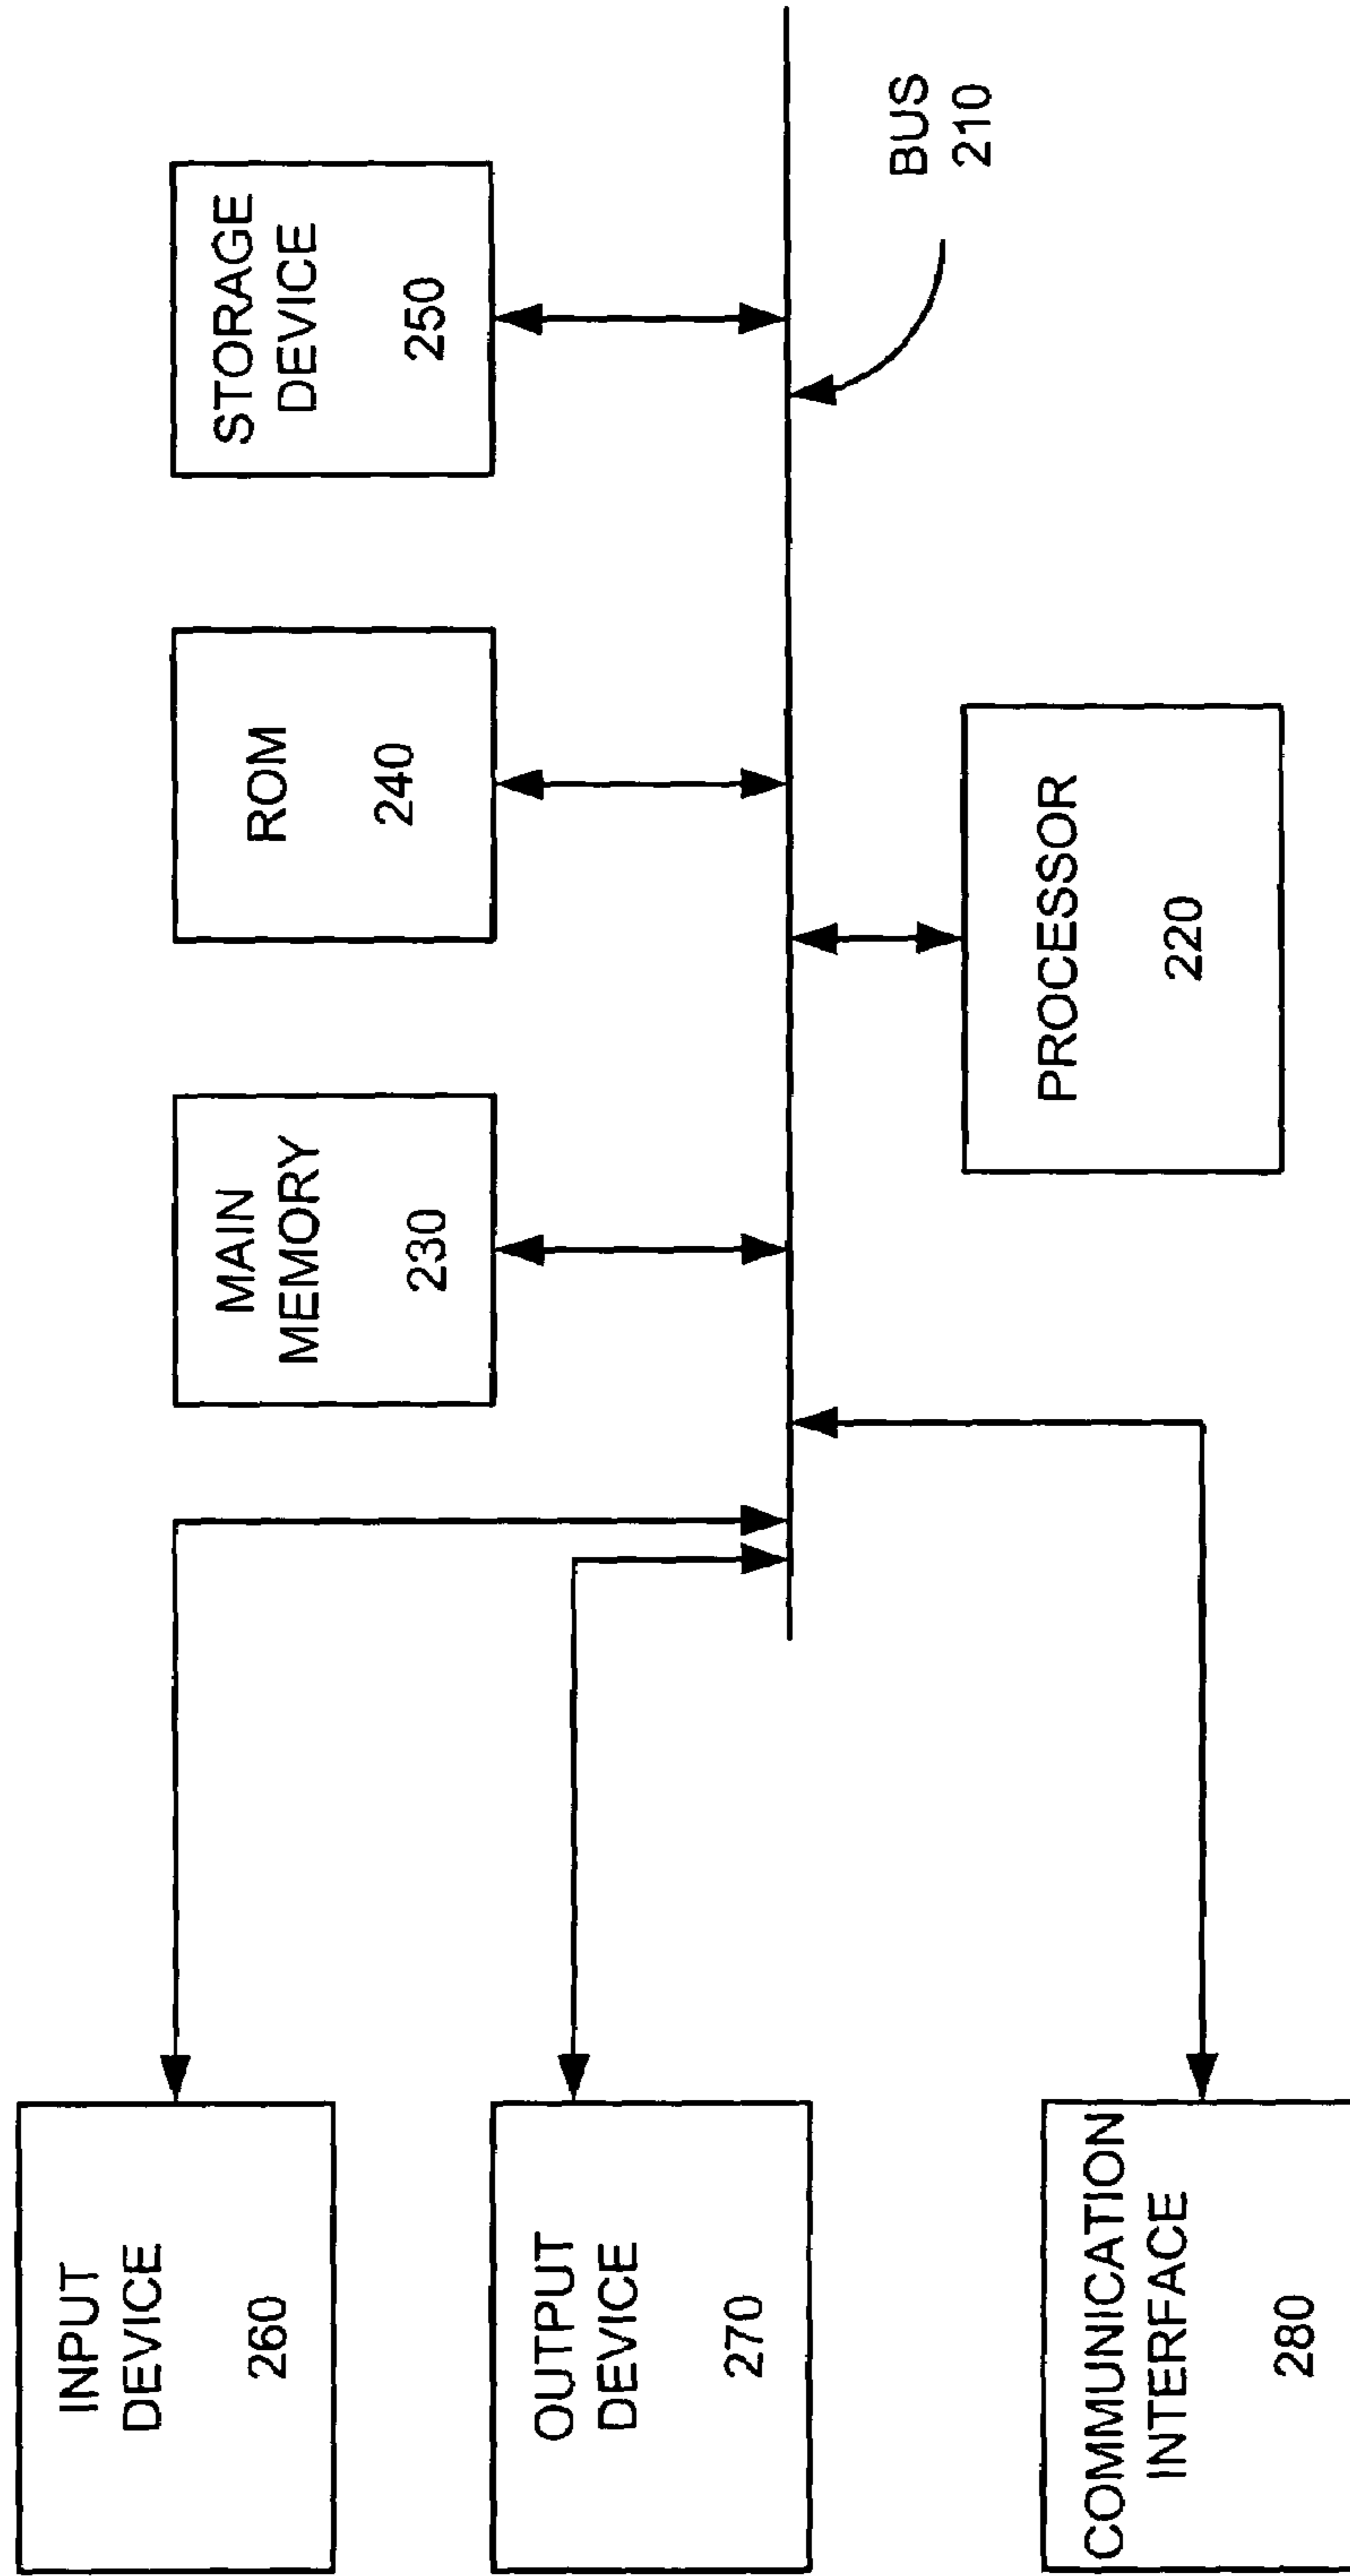 INPUT
DEVICE
260
MAIN
MEMORY
230
ROM
240
STORAGE
DEVICE
250
OUTPUT
DEVICE
270
BUS
210
PROCESSOR
220
COMMUNICATION
INTERFACE
280